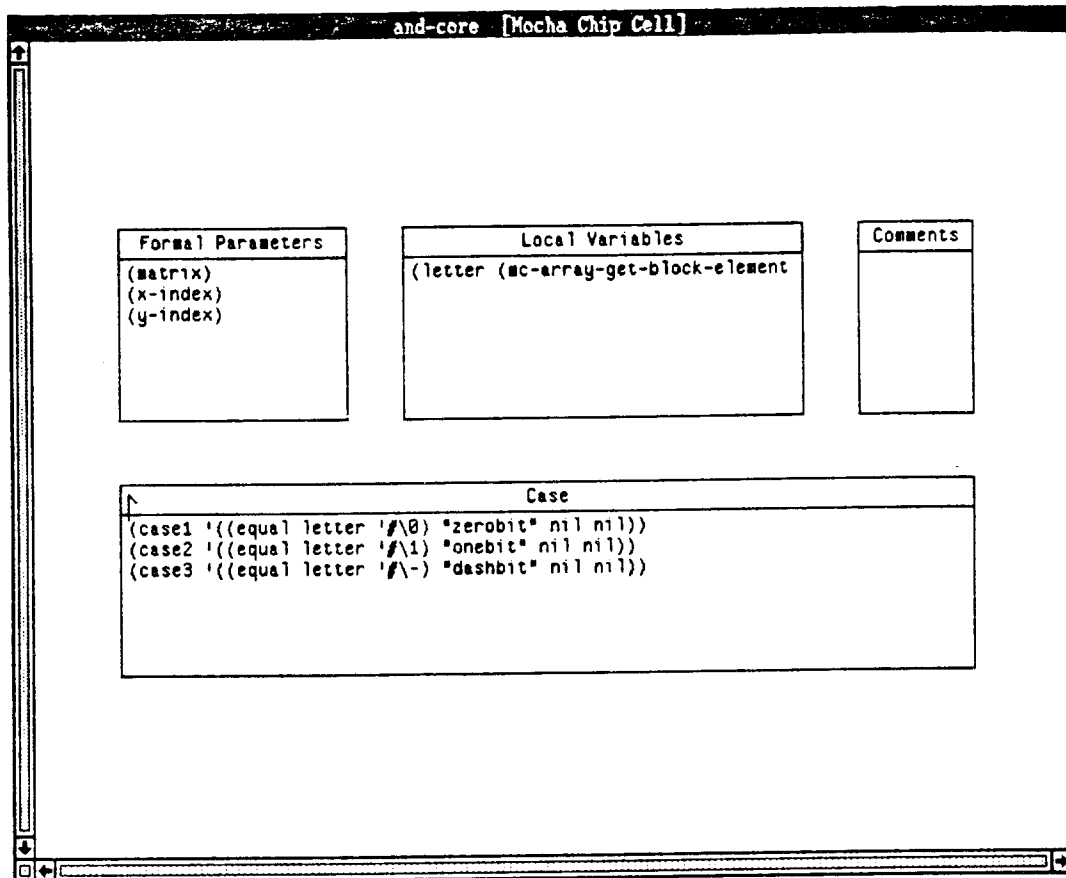 and-core [Mocha Chip Cell]
Formal Parameters
(matrix)
(x-index)
(y-index)
Local Variables
(letter (mc-array-get-block-element
Comments
Case
(case1 '((equal letter '#\0) "zerobit" nil nil))
(case2 '((equal letter '#\1) "onebit" nil nil))
(case3 '((equal letter '#\-) "dashbit" nil nil))